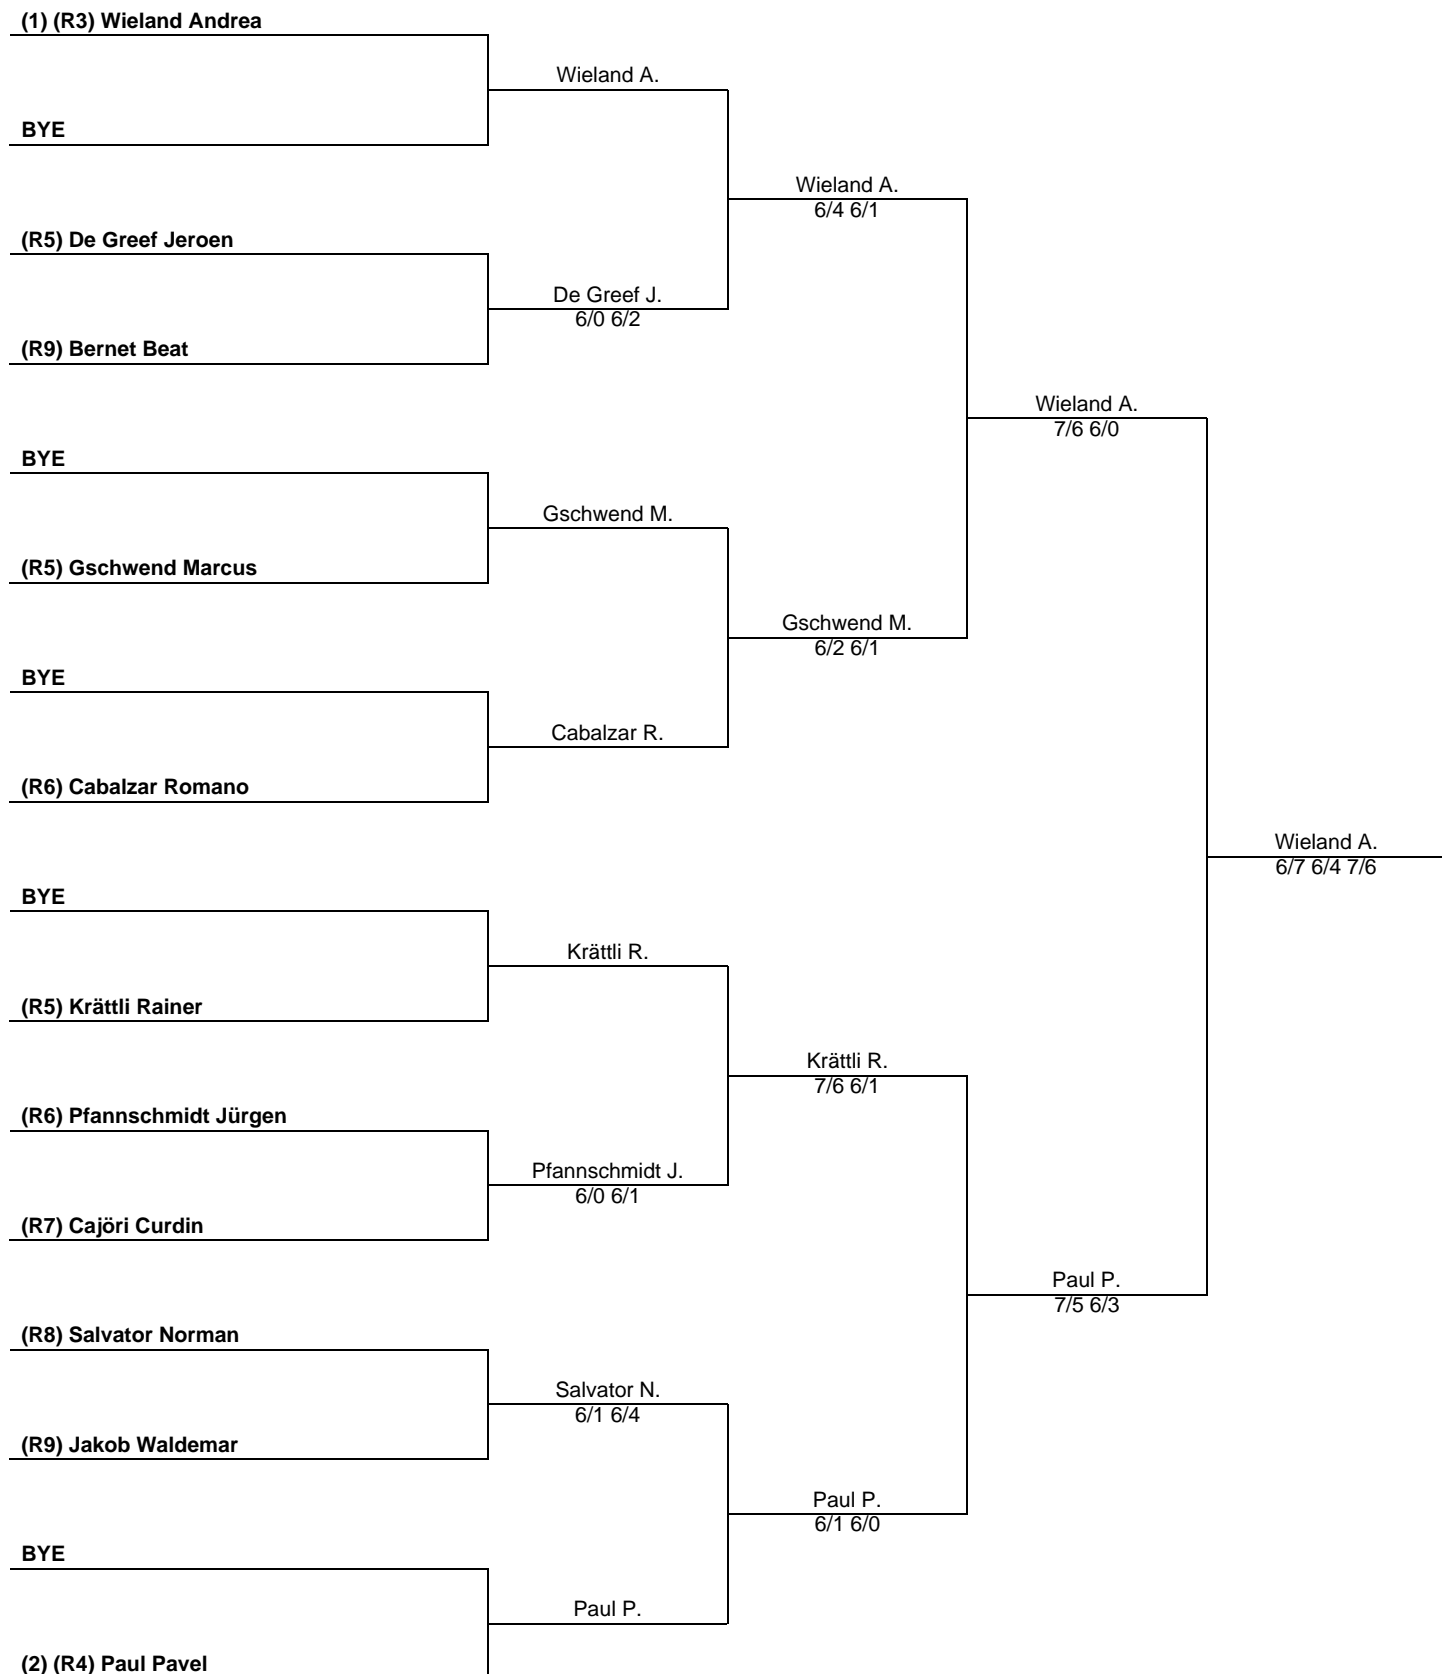 (1) (R3) Wieland Andrea
Wieland A.
BYE
Wieland A.
6/4 6/1
(R5) De Greef Jeroen
De Greef J.
6/0 6/2
(R9) Bernet Beat
Wieland A.
7/6 6/0
BYE
Gschwend M.
(R5) Gschwend Marcus
Gschwend M.
6/2 6/1
BYE
Cabalzar R.
(R6) Cabalzar Romano
Wieland A.
6/7 6/4 7/6
BYE
Krättli R.
(R5) Krättli Rainer
Krättli R.
7/6 6/1
(R6) Pfannschmidt Jürgen
Pfannschmidt J.
6/0 6/1
(R7) Cajöri Curdin
Paul P.
7/5 6/3
(R8) Salvator Norman
Salvator N.
6/1 6/4
(R9) Jakob Waldemar
Paul P.
6/1 6/0
BYE
Paul P.
(2) (R4) Paul Pavel